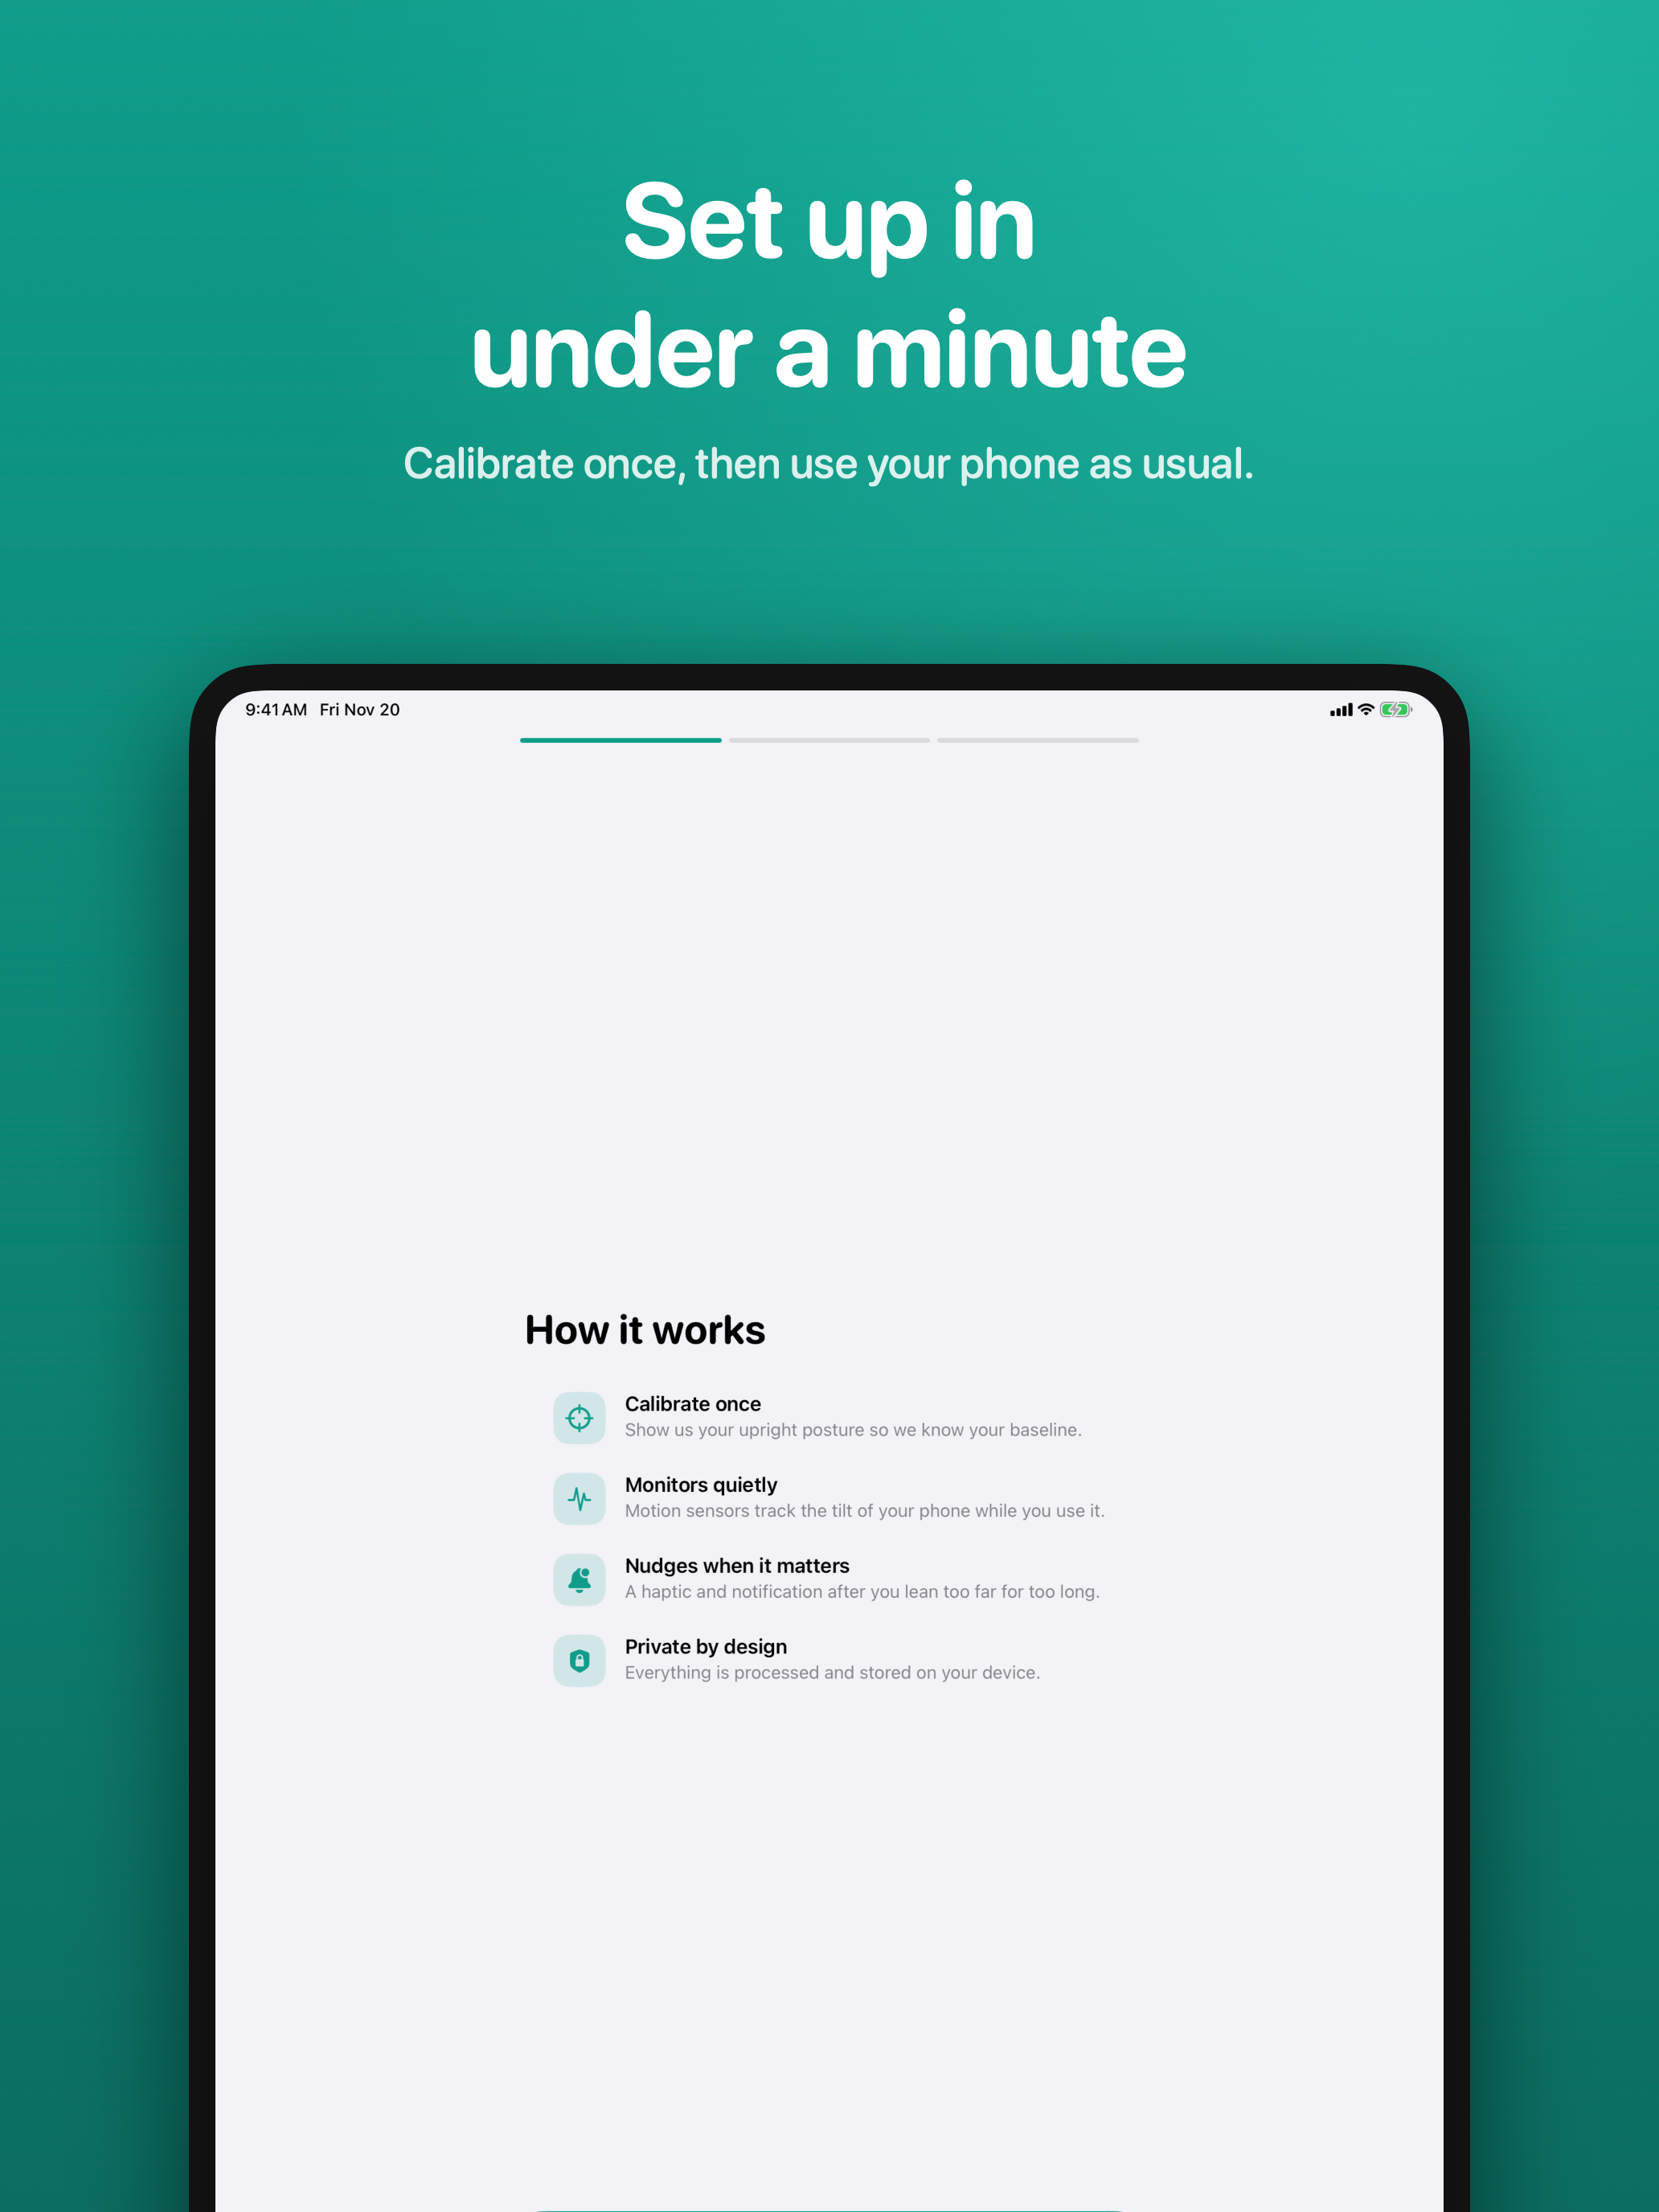 Set up in
under a minute
Calibrate once, then use your phone as usual.
9:41 AM Fri Nov 20
How it works
Calibrate once
Show us your upright posture so we know your baseline.
Monitors quietly
Motion sensors track the tilt of your phone while you use it.
Nudges when it matters
A haptic and notification after you lean too far for too long.
Private by design
Everything is processed and stored on your device.